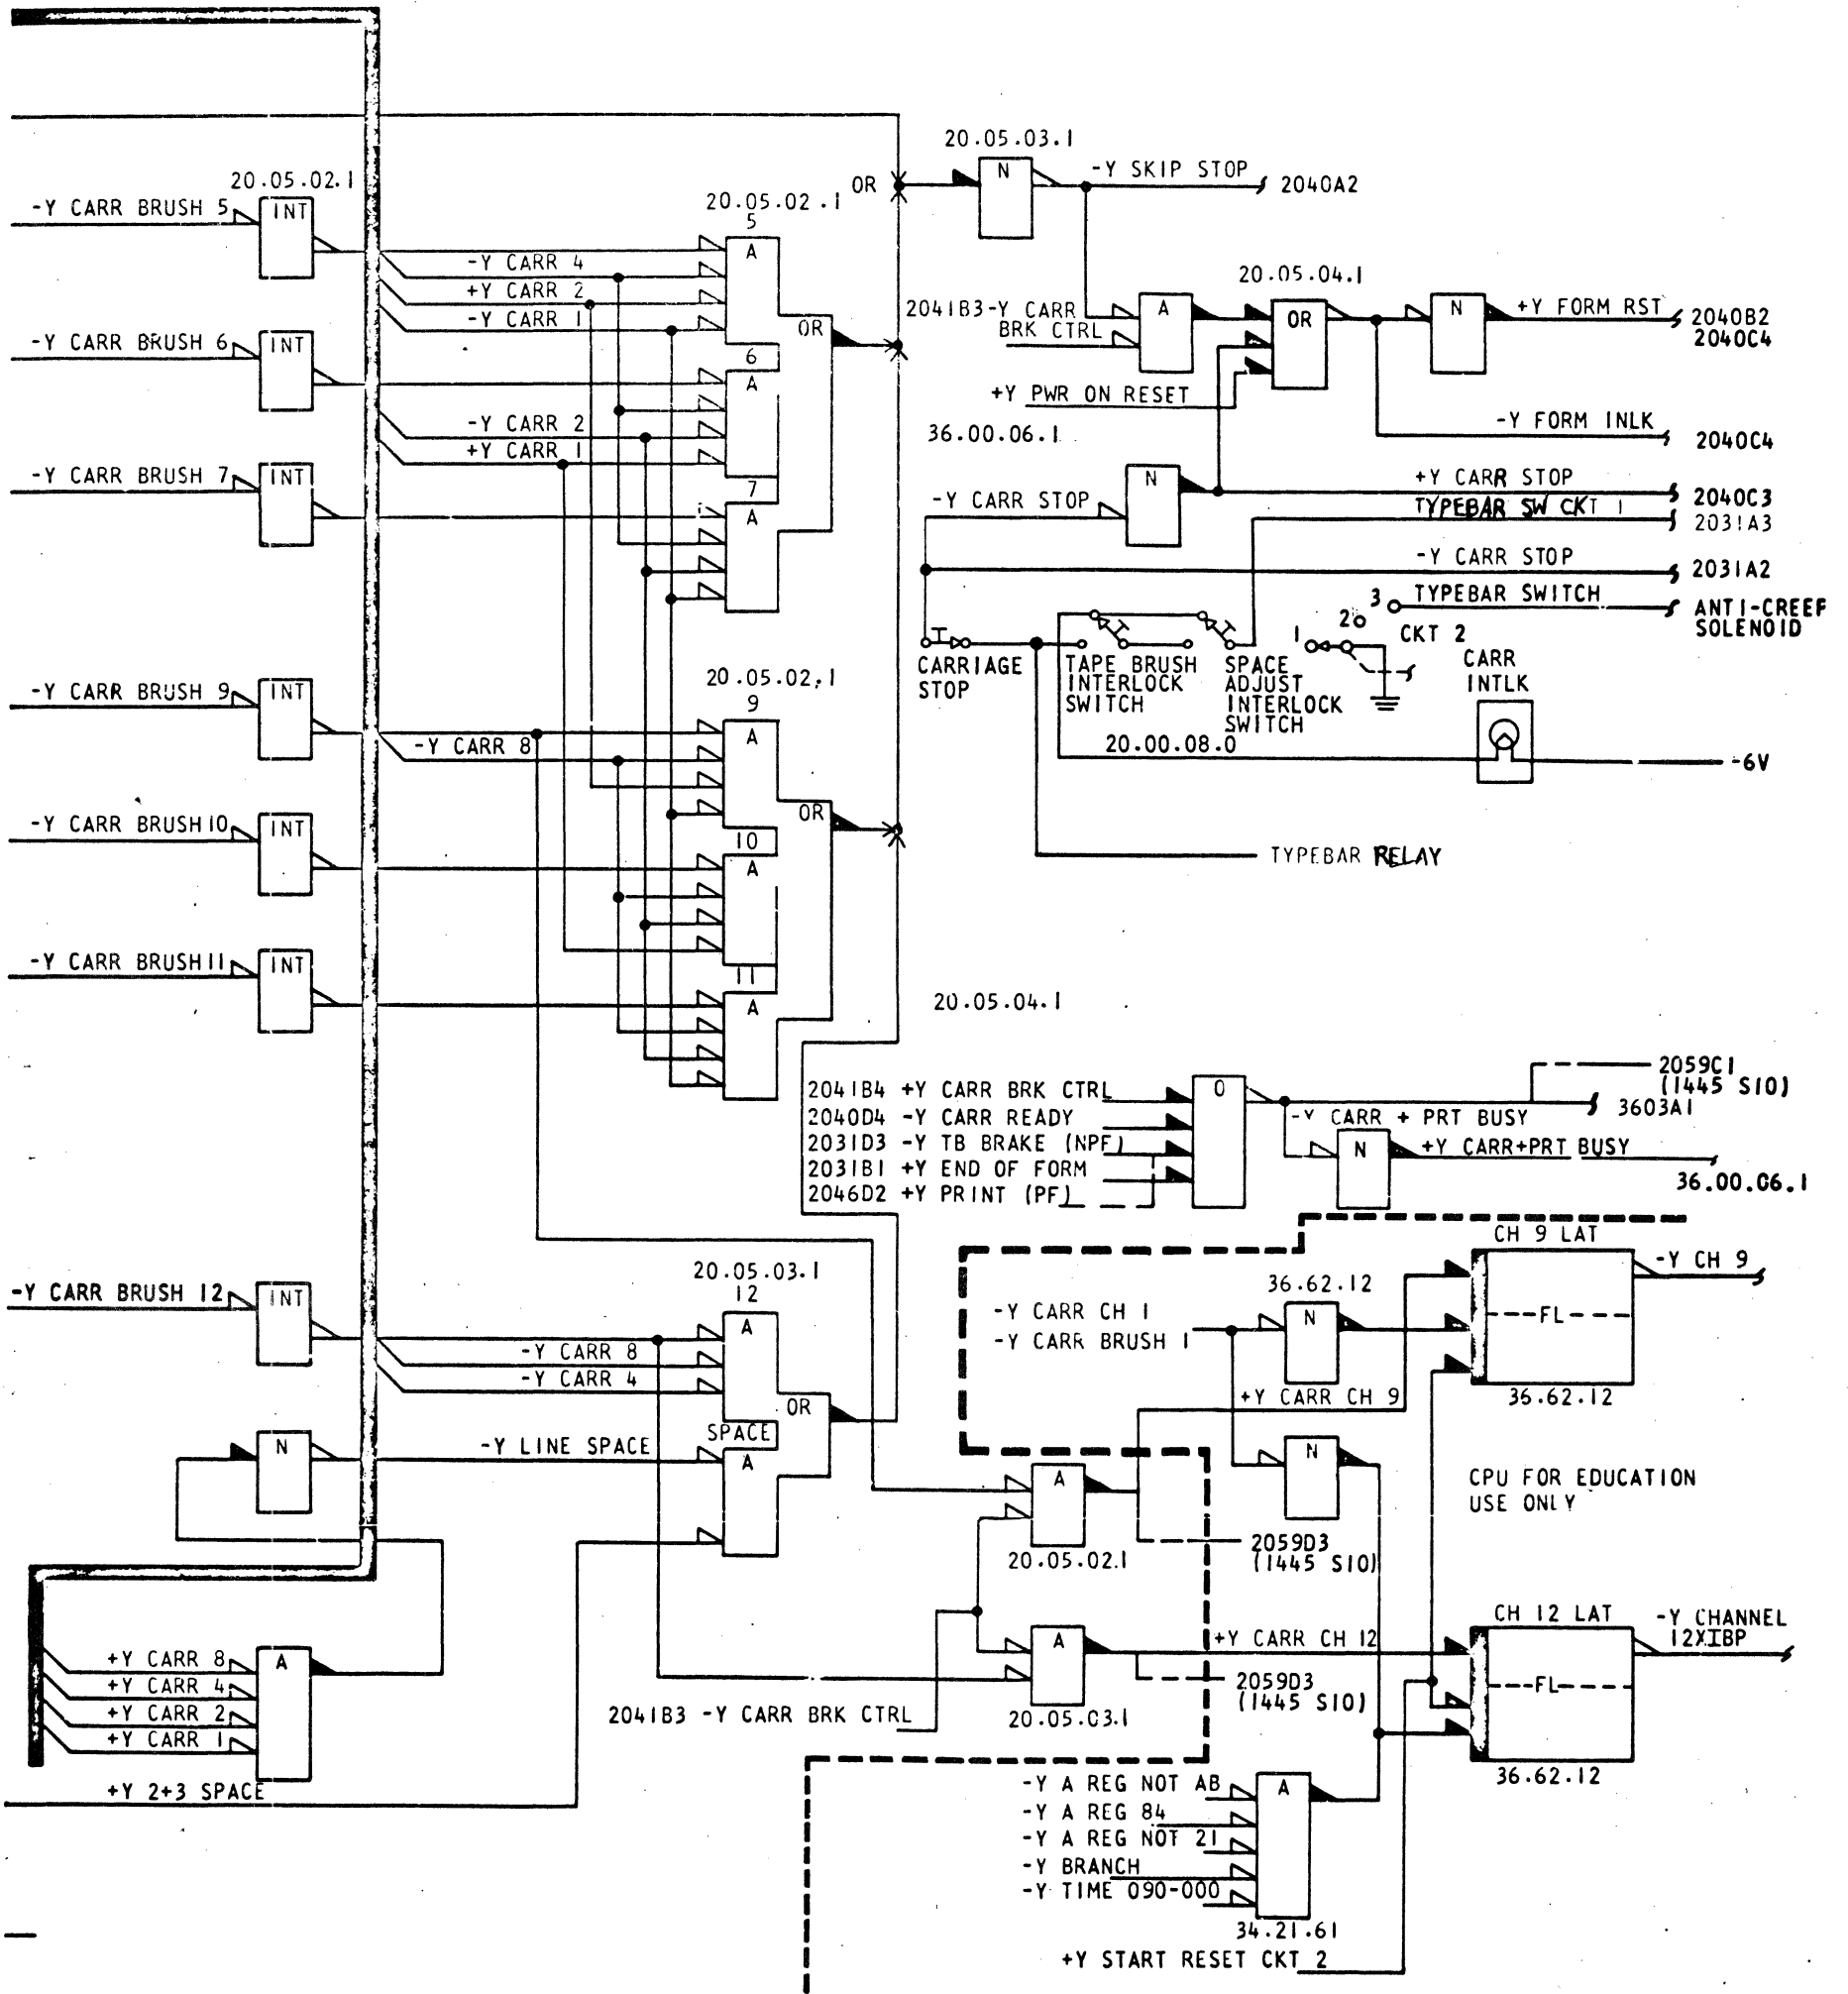 20.05.03.1
N
-Y SKIP STOP
2040A2
OR
20.05.02.1
-Y CARR BRUSH 5
INT
20.05.02.1
5
A
-Y CARR 4
+Y CARR 2
-Y CARR 1
OR
20.05.04.1
2041B3-Y CARR
BRK CTRL
A
OR
N
+Y FORM RST
2040B2
2040C4
-Y CARR BRUSH 6
INT
6
A
+Y PWR ON RESET
-Y CARR 2
+Y CARR 1
36.00.06.1
-Y FORM INLK
2040C4
-Y CARR BRUSH 7
INT
7
A
N
-Y CARR STOP
+Y CARR STOP
2040C3
TYPEBAR SW CKT 1
2031A3
-Y CARR STOP
2031A2
3
TYPEBAR SWITCH
ANTI-CREEF
SOLENOID
2
1
CKT 2
CARRIAGE
STOP
TAPE BRUSH
INTERLOCK
SWITCH
SPACE
ADJUST
INTERLOCK
SWITCH
CARR
INTLK
20.00.08.0
-6V
TYPEBAR RELAY
-Y CARR BRUSH 9
INT
20.05.02.1
9
A
-Y CARR 8
OR
-Y CARR BRUSH 10
INT
10
A
-Y CARR BRUSH 11
INT
11
A
20.05.04.1
2041B4 +Y CARR BRK CTRL
2040D4 -Y CARR READY
2031D3 -Y TB BRAKE (NPF)
2031B1 +Y END OF FORM
2046D2 +Y PRINT (PF)
O
2059C1
(1445 SIO)
3603A1
-Y CARR + PRT BUSY
N
+Y CARR+PRT BUSY
36.00.06.1
-Y CARR BRUSH 12
INT
20.05.03.1
12
A
-Y CARR 8
-Y CARR 4
OR
SPACE
A
N
-Y LINE SPACE
CH 9 LAT
-Y CH 9
FL
36.62.12
36.62.12
N
-Y CARR CH 1
-Y CARR BRUSH 1
+Y CARR CH 9
N
CPU FOR EDUCATION
USE ONLY
A
20.05.02.1
2059D3
(1445 SIO)
A
20.05.03.1
+Y CARR CH 12
2059D3
(1445 SIO)
CH 12 LAT
-Y CHANNEL
12XIBP
FL
36.62.12
+Y CARR 8
+Y CARR 4
+Y CARR 2
+Y CARR 1
A
2041B3 -Y CARR BRK CTRL
+Y 2+3 SPACE
-Y A REG NOT AB
-Y A REG 84
-Y A REG NOT 21
-Y BRANCH
-Y TIME 090-000
A
34.21.61
+Y START RESET CKT 2